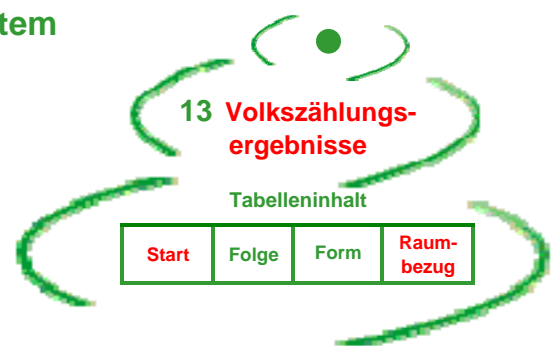 tem
13 Volkszählungs-
ergebnisse
Tabelleninhalt
Start Folge Form Raum-
bezug